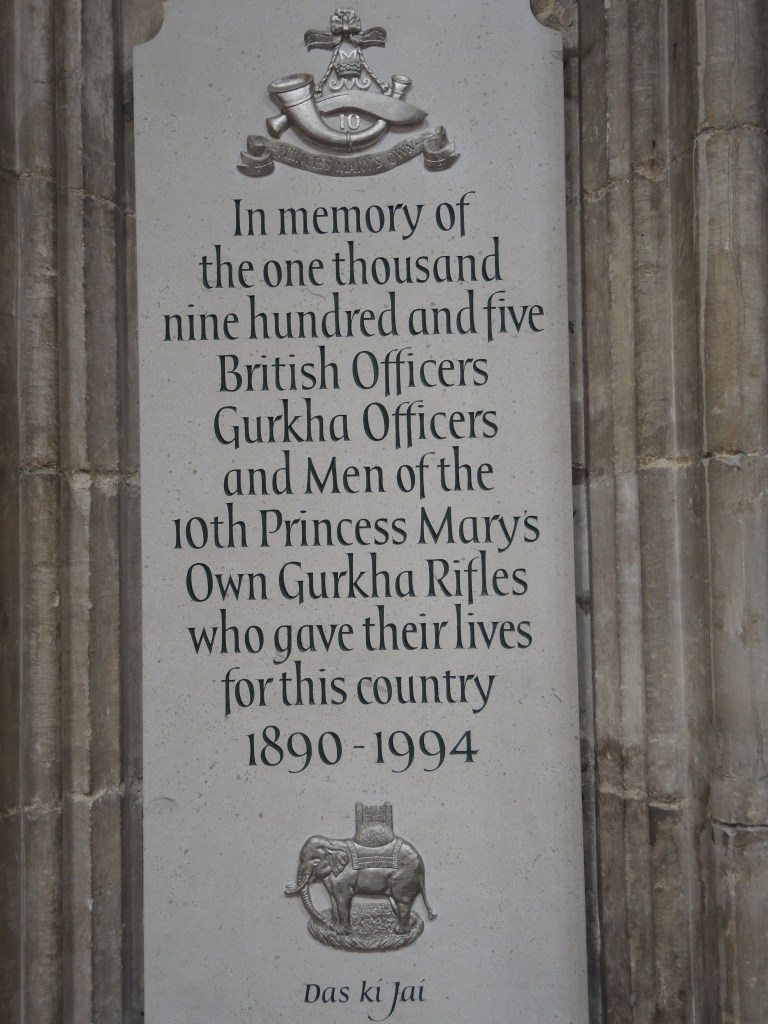 10
PRINCESS MARY'S OWN
In memory of
the one thousand
nine hundred and five
British Officers
Gurkha Officers
and Men of the
10th Princess Mary's
Own Gurkha Rifles
who gave their lives
for this country
1890 - 1994
Das ki Jai